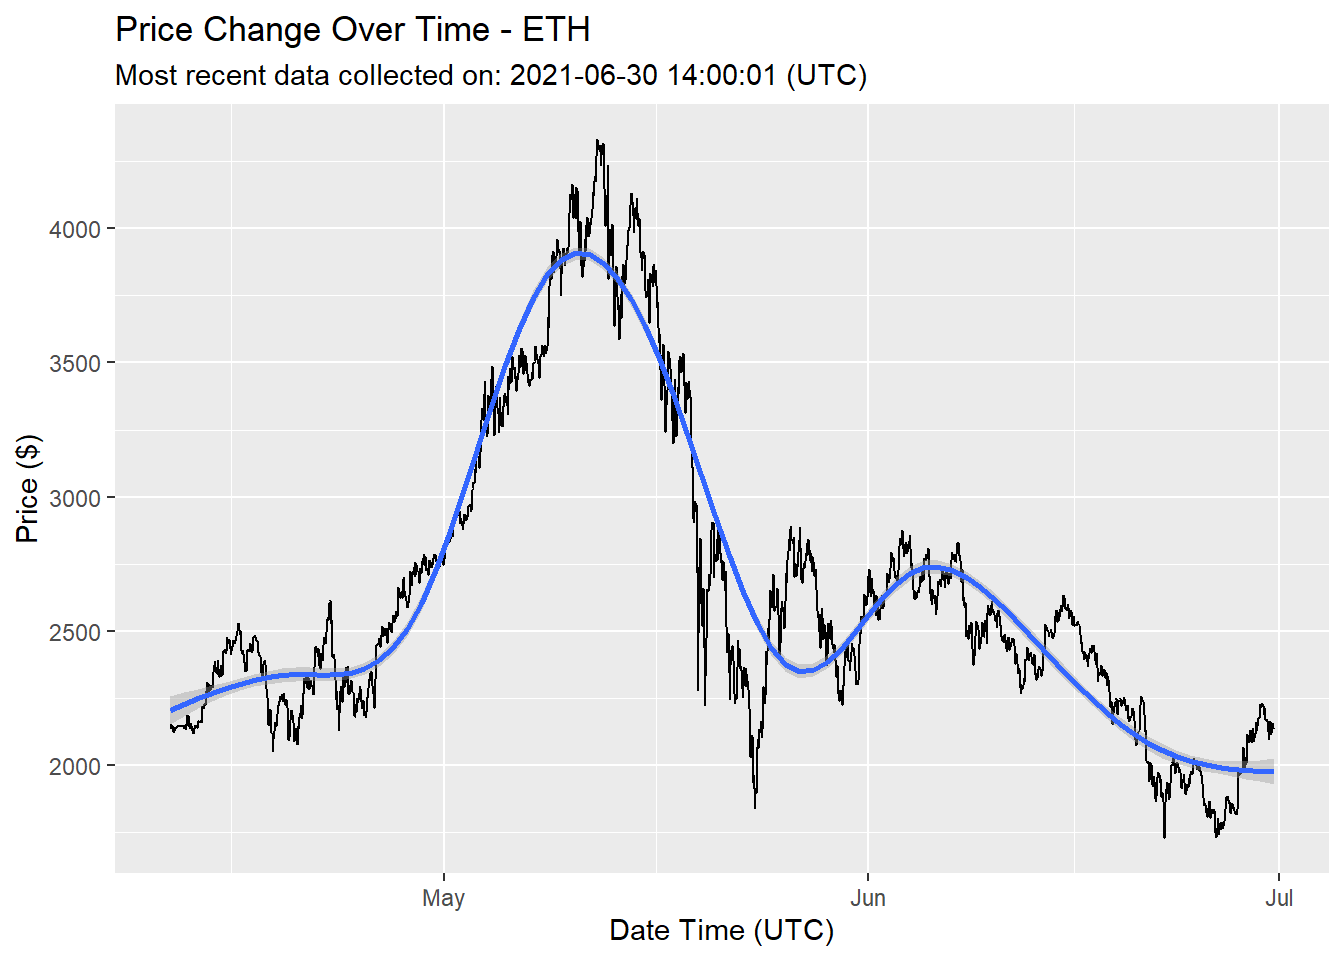 Price Change Over Time - ETH
Most recent data collected on: 2021-06-30 14:00:01 (UTC)
Price ($)
4000
3500
3000
2500
2000
May
Jun
Jul
Date Time (UTC)